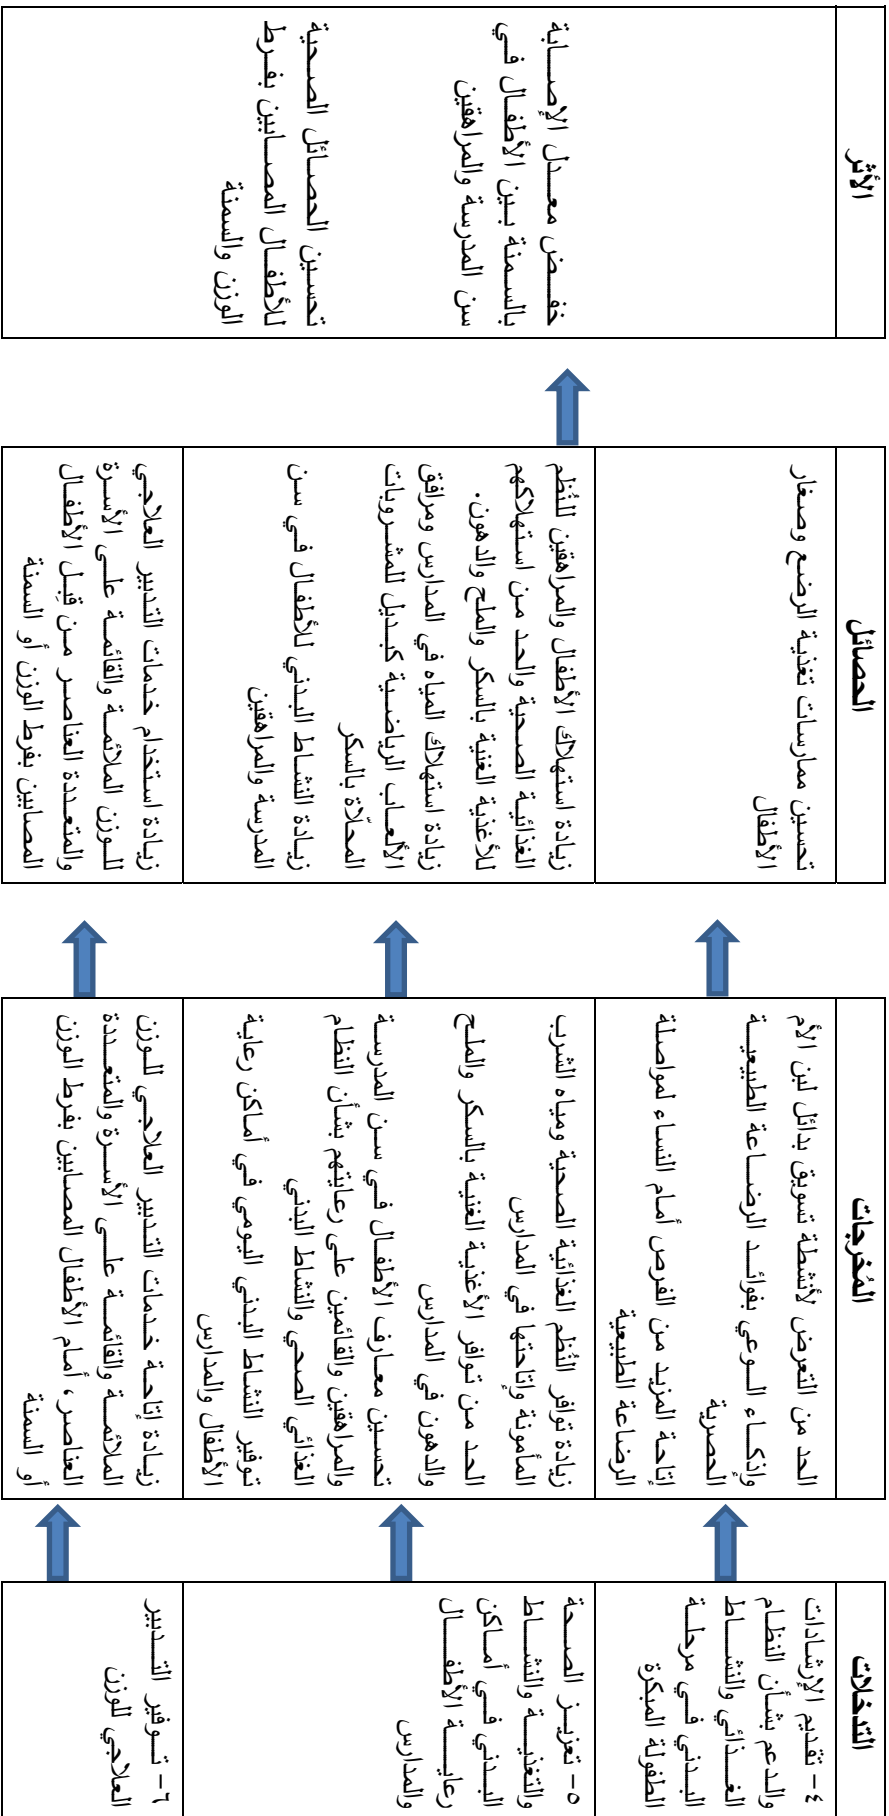 التدخلات
٤- تقديم الإرشادات
والدعم بشأن النظام
الغذائي والنشاط
البدني في مرحلة
الطفولة المبكرة
٥- تعزيز الصحة
والتغذية والنشاط
البدني في أماكن
رعاية الأطفال
والمدارس
٦- توفير التدبير
العلاجي للوزن
المُخرجات
الحد من التعرض لأنشطة تسويق بدائل لبن الأم
وإذكاء الوعي بفوائد الرضاعة الطبيعية
الحصرية
إتاحة المزيد من الفرص أمام النساء لمواصلة
الرضاعة الطبيعية
زيادة توافر النُظم الغذائية الصحية ومياه الشرب
المأمونة وإتاحتها في المدارس
الحد من توافر الأغذية الغنية بالسكر والملح
والدهون في المدارس
تحسين معارف الأطفال في سن المدرسة
والمراهقين والقائمين على رعايتهم بشأن النظام
الغذائي الصحي والنشاط البدني
توفير النشاط البدني اليومي في أماكن رعاية
الأطفال والمدارس
زيادة إتاحة خدمات التدبير العلاجي للوزن
الملائمة والقائمة على الأسرة والمتعددة
العناصر، أمام الأطفال المصابين بفرط الوزن
أو السمنة
الحصائل
تحسين ممارسات تغذية الرضع وصغار
الأطفال
زيادة استهلاك الأطفال والمراهقين للنُظم
الغذائية الصحية والحد من استهلاكهم
للأغذية الغنية بالسكر والملح والدهون.
زيادة استهلاك المياه في المدارس ومرافق
الألعاب الرياضية كبديل للمشروبات
المحلّاة بالسكر
زيادة النشاط البدني للأطفال في سن
المدرسة والمراهقين
زيادة استخدام خدمات التدبير العلاجي
للوزن الملائمة والقائمة على الأسرة
والمتعددة العناصر من قِبل الأطفال
المصابين بفرط الوزن أو السمنة
الأثر
خفض معدل الإصابة
بالسمنة بين الأطفال في
سن المدرسة والمراهقين
تحسين الحصائل الصحية
للأطفال المصابين بفرط
الوزن والسمنة